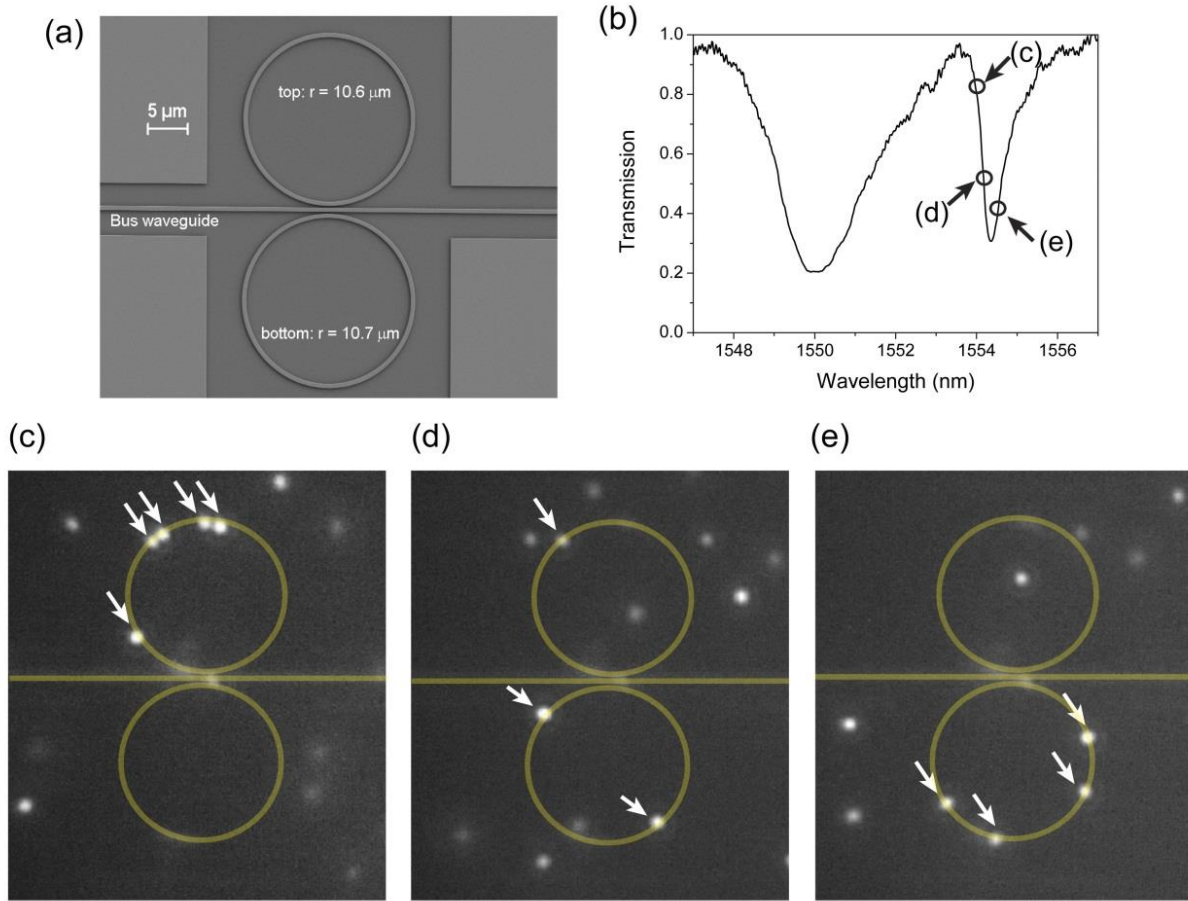 (a)
top: r = 10.6 μm
5 μm
Bus waveguide
bottom: r = 10.7 μm
(b)
1.0
0.8
0.6
0.4
0.2
0.0
Transmission
(c)
(d)
(e)
1548
1550
1552
1554
1556
Wavelength (nm)
(c)
(d)
(e)